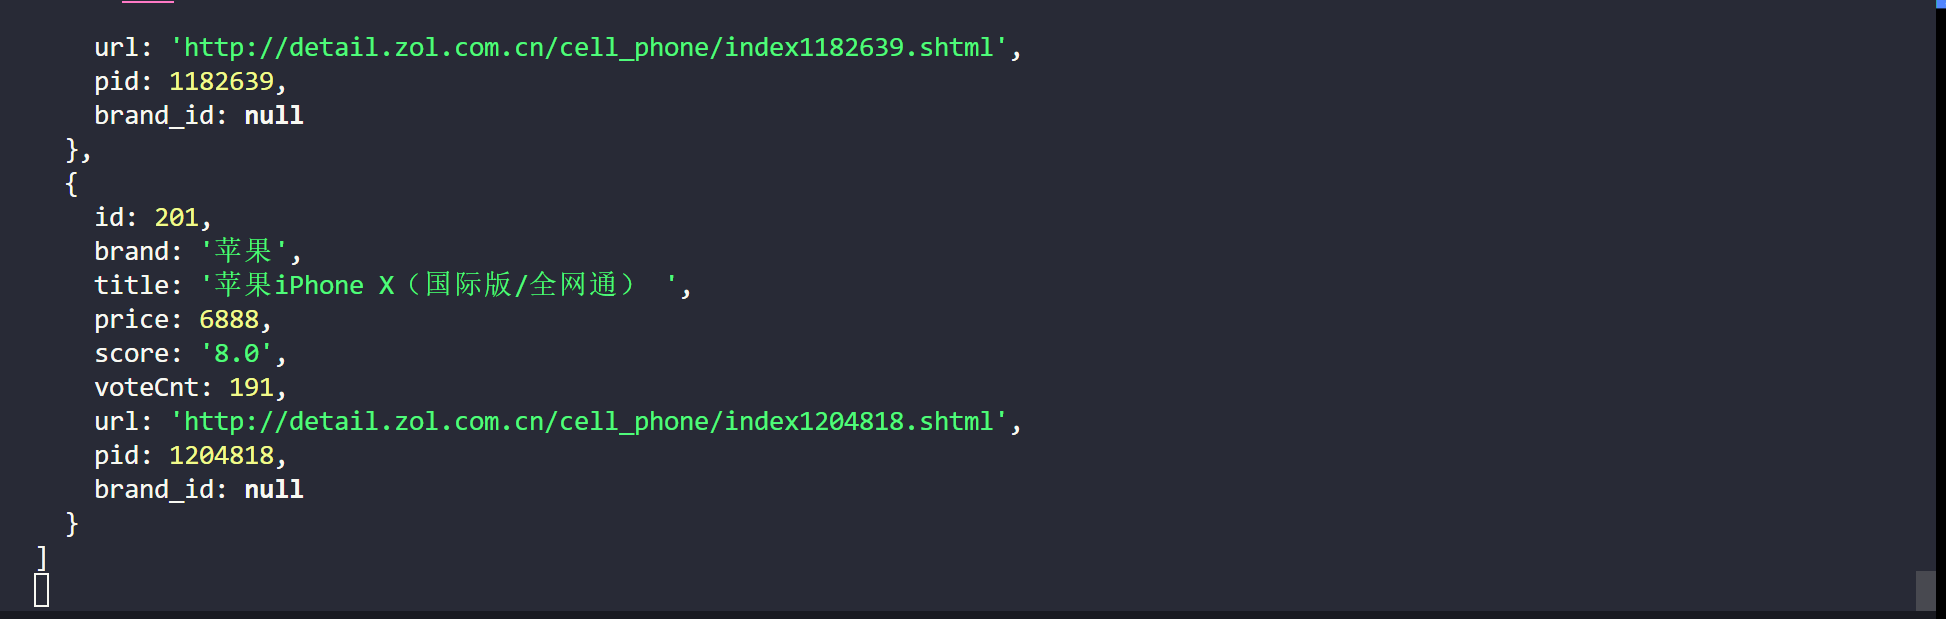 url: 'http://detail.zol.com.cn/cell_phone/index1182639.shtml',
pid: 1182639,
brand_id: null
},
{
id: 201,
brand: '苹果',
title: '苹果iPhone X（国际版/全网通） ',
price: 6888,
score: '8.0',
voteCnt: 191,
url: 'http://detail.zol.com.cn/cell_phone/index1204818.shtml',
pid: 1204818,
brand_id: null
}
]